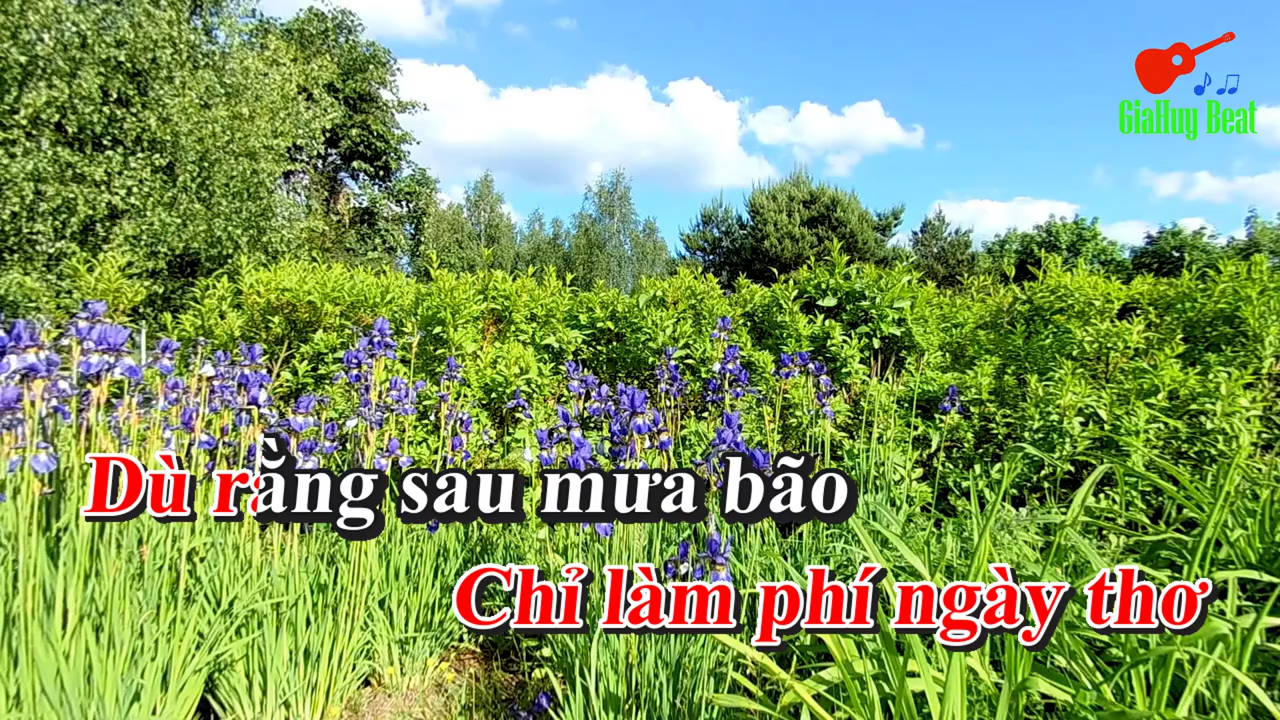 GiaHuy Beat
Dù rằng sau mưa bão
Chỉ làm phí ngày thơ